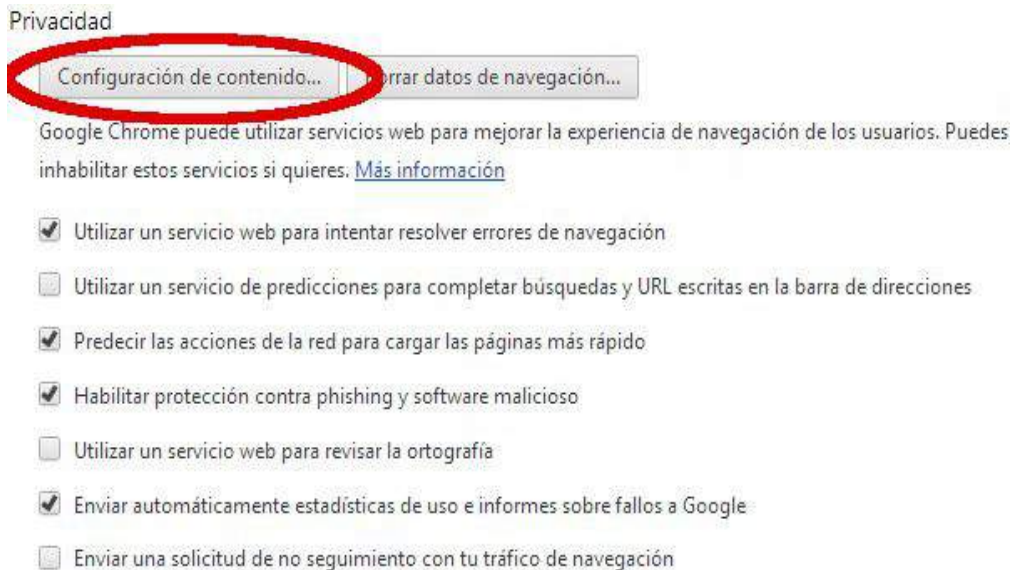 Privacidad
Configuración de contenido... rrar datos de navegación...
Google Chrome puede utilizar servicios web para mejorar la experiencia de navegación de los usuarios. Puedes
inhabilitar estos servicios si quieres. Más información
Utilizar un servicio web para intentar resolver errores de navegación
Utilizar un servicio de predicciones para completar búsquedas y URL escritas en la barra de direcciones
Predecir las acciones de la red para cargar las páginas más rápido
Habilitar protección contra phishing y software malicioso
Utilizar un servicio web para revisar la ortografía
Enviar automáticamente estadísticas de uso e informes sobre fallos a Google
Enviar una solicitud de no seguimiento con tu tráfico de navegación